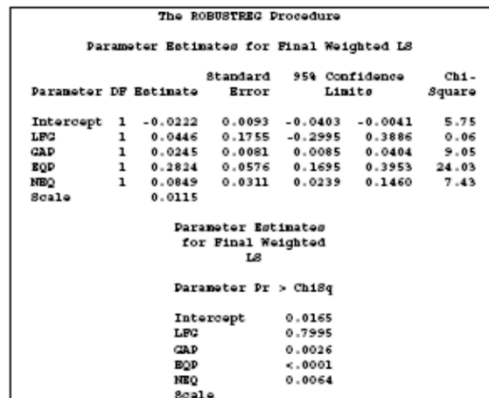 The ROBUSTREG Procedure
Parameter Estimates for Final Weighted LS
Standard 95% Confidence Chi-
Parameter DF Estimate Error Limits Square
Intercept 1 -0.0222 0.0093 -0.0403 -0.0041 5.75
LFG 1 0.0446 0.1755 -0.2995 0.3886 0.06
GAP 1 0.0245 0.0081 0.0085 0.0404 9.05
EQP 1 0.2824 0.0576 0.1695 0.3953 24.03
NEQ 1 0.0849 0.0311 0.0239 0.1460 7.43
Scale 0.0115
Parameter Estimates
for Final Weighted
LS
Parameter Pr > ChiSq
Intercept 0.0165
LFG 0.7995
GAP 0.0026
EQP <.0001
NEQ 0.0064
Scale